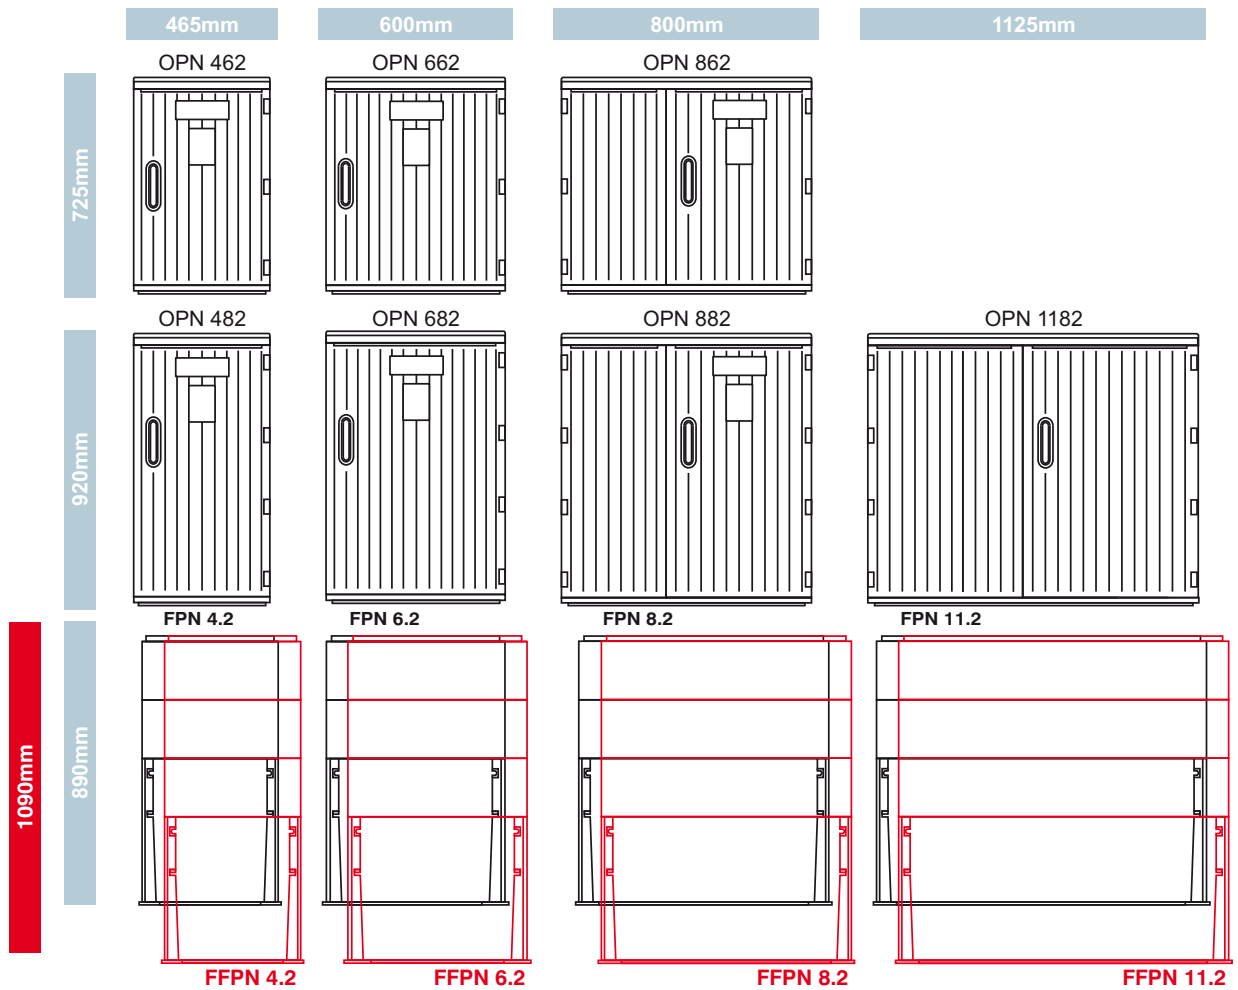 465mm 600mm 800mm 1125mm
OPN 462 OPN 662 OPN 862
725mm
OPN 482 OPN 682 OPN 882 OPN 1182
920mm
FPN 4.2 FPN 6.2 FPN 8.2 FPN 11.2
1090mm 890mm
FFPN 4.2 FFPN 6.2 FFPN 8.2 FFPN 11.2